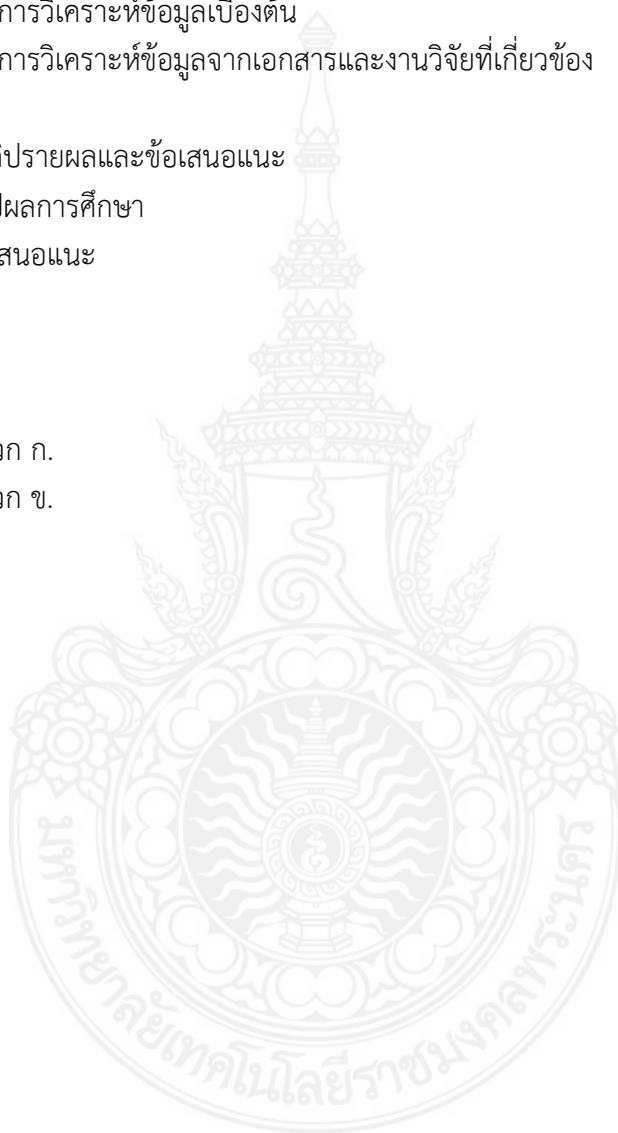 การวิเคราะห์ข้อมูลเบื้องต้น
การวิเคราะห์ข้อมูลจากเอกสารและงานวิจัยที่เกี่ยวข้อง
ปรายผลและข้อเสนอแนะ
ผลการศึกษา
สนอแนะ
วก ก.
วก ข.
มหาวิทยาลัยเทคโนโลยีราชมงคลพระนคร